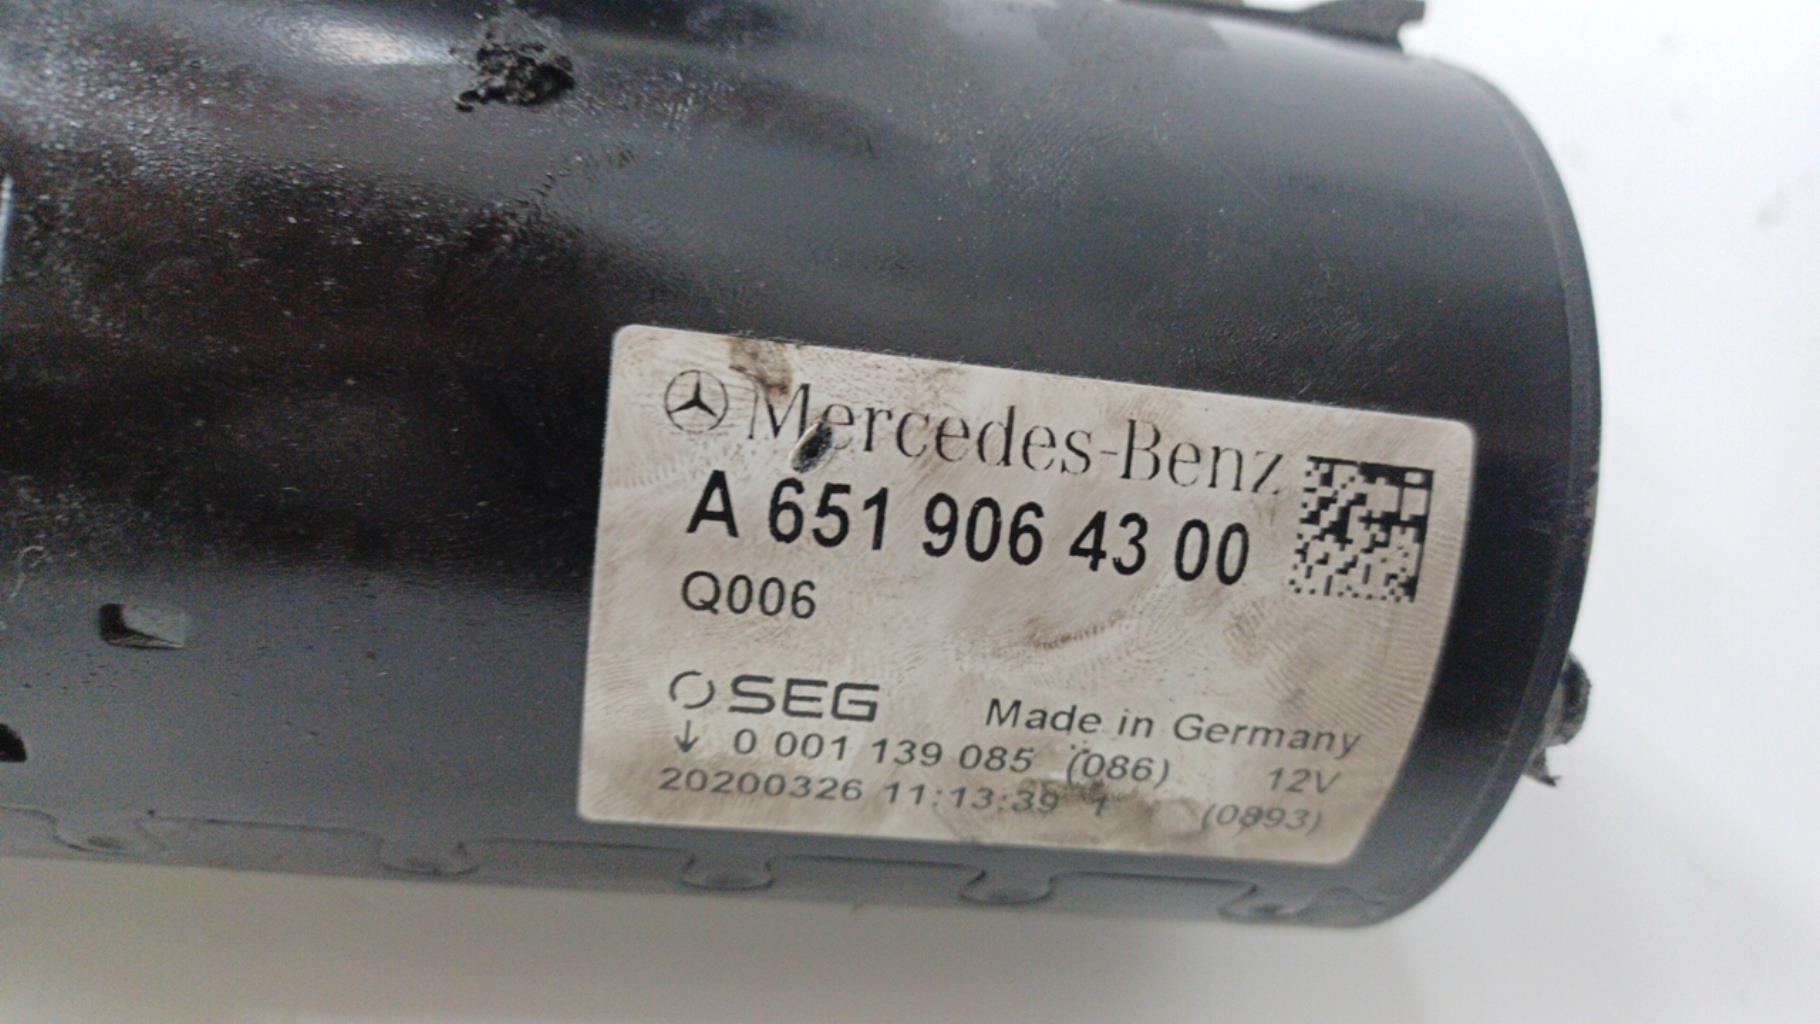 Mercedes-Benz
A 651 906 43 00
Q006
SEG Made in Germany
↓ 0 001 139 085 (086) 12V
20200326 11:13:39 1 (0893)